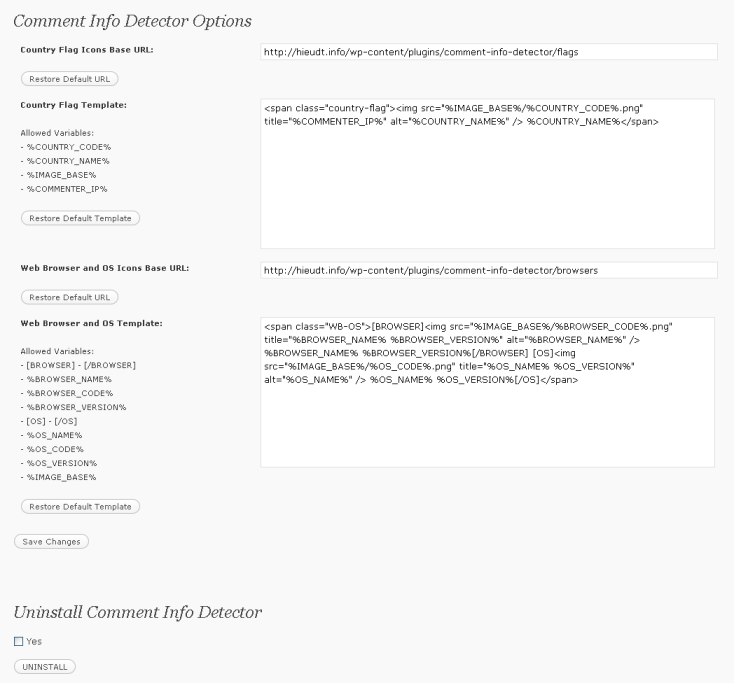 Comment Info Detector Options
Country Flag Icons Base URL:
http://hieudt.info/wp-content/plugins/comment-info-detector/flags
Restore Default URL
Country Flag Template:
<span class="country-flag"><img src="%IMAGE_BASE%/%COUNTRY_CODE%.png"
title="%COMMENTER_IP%" alt="%COUNTRY_NAME%" /> %COUNTRY_NAME%</span>
Allowed Variables:
- %COUNTRY_CODE%
- %COUNTRY_NAME%
- %IMAGE_BASE%
- %COMMENTER_IP%
Restore Default Template
Web Browser and OS Icons Base URL:
http://hieudt.info/wp-content/plugins/comment-info-detector/browsers
Restore Default URL
Web Browser and OS Template:
<span class="WB-OS">[BROWSER]<img src="%IMAGE_BASE%/%BROWSER_CODE%.png"
title="%BROWSER_NAME% %BROWSER_VERSION%" alt="%BROWSER_NAME%" />
%BROWSER_NAME% %BROWSER_VERSION%[/BROWSER] [OS]<img
src="%IMAGE_BASE%/%OS_CODE%.png" title="%OS_NAME% %OS_VERSION%"
alt="%OS_NAME%" /> %OS_NAME% %OS_VERSION%[/OS]</span>
Allowed Variables:
- [BROWSER] - [/BROWSER]
- %BROWSER_NAME%
- %BROWSER_CODE%
- %BROWSER_VERSION%
- [OS] - [/OS]
- %OS_NAME%
- %OS_CODE%
- %OS_VERSION%
- %IMAGE_BASE%
Restore Default Template
Save Changes
Uninstall Comment Info Detector
Yes
UNINSTALL